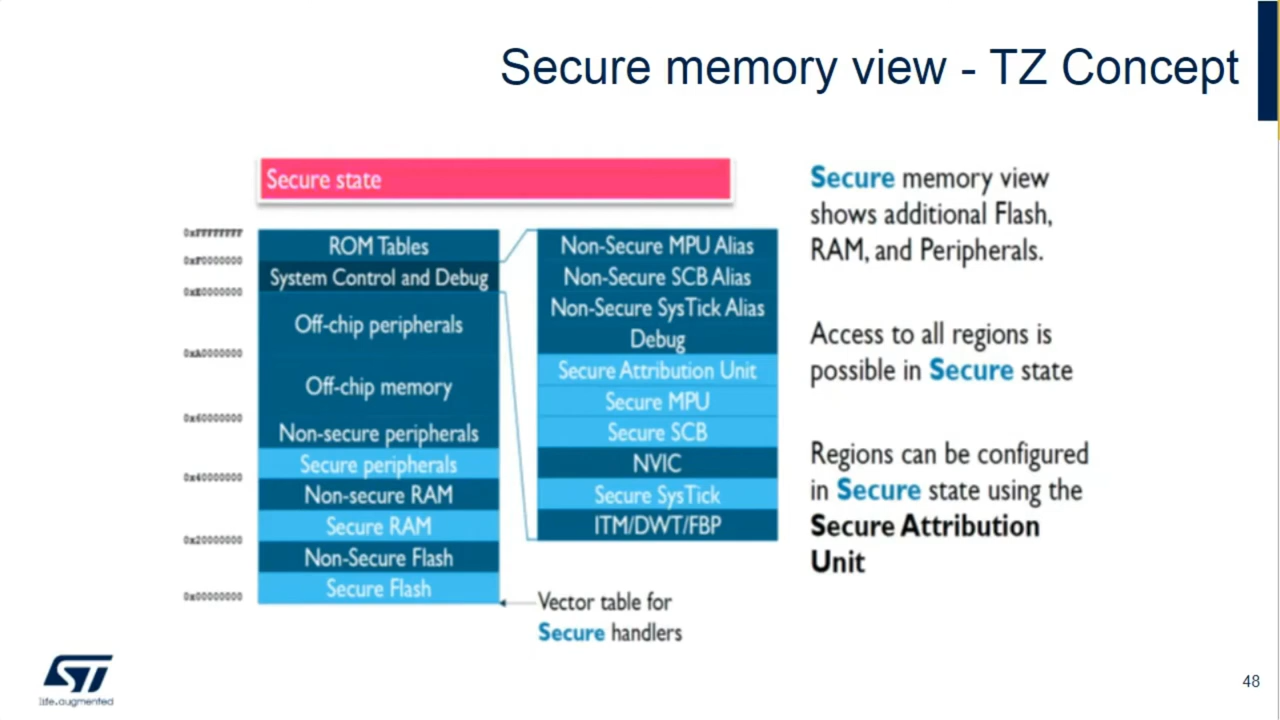 Secure memory view - TZ Concept
Secure state
0xFFFFFFFF
0xF0000000
0xE0000000
0xA0000000
0x60000000
0x40000000
0x20000000
0x00000000
ROM Tables
System Control and Debug
Off-chip peripherals
Off-chip memory
Non-secure peripherals
Secure peripherals
Non-secure RAM
Secure RAM
Non-Secure Flash
Secure Flash
Non-Secure MPU Alias
Non-Secure SCB Alias
Non-Secure SysTick Alias
Debug
Secure Attribution Unit
Secure MPU
Secure SCB
NVIC
Secure SysTick
ITM/DWT/FBP
Vector table for
Secure handlers
Secure memory view
shows additional Flash,
RAM, and Peripherals.
Access to all regions is
possible in Secure state
Regions can be configured
in Secure state using the
Secure Attribution
Unit
ST
life.augmented
48